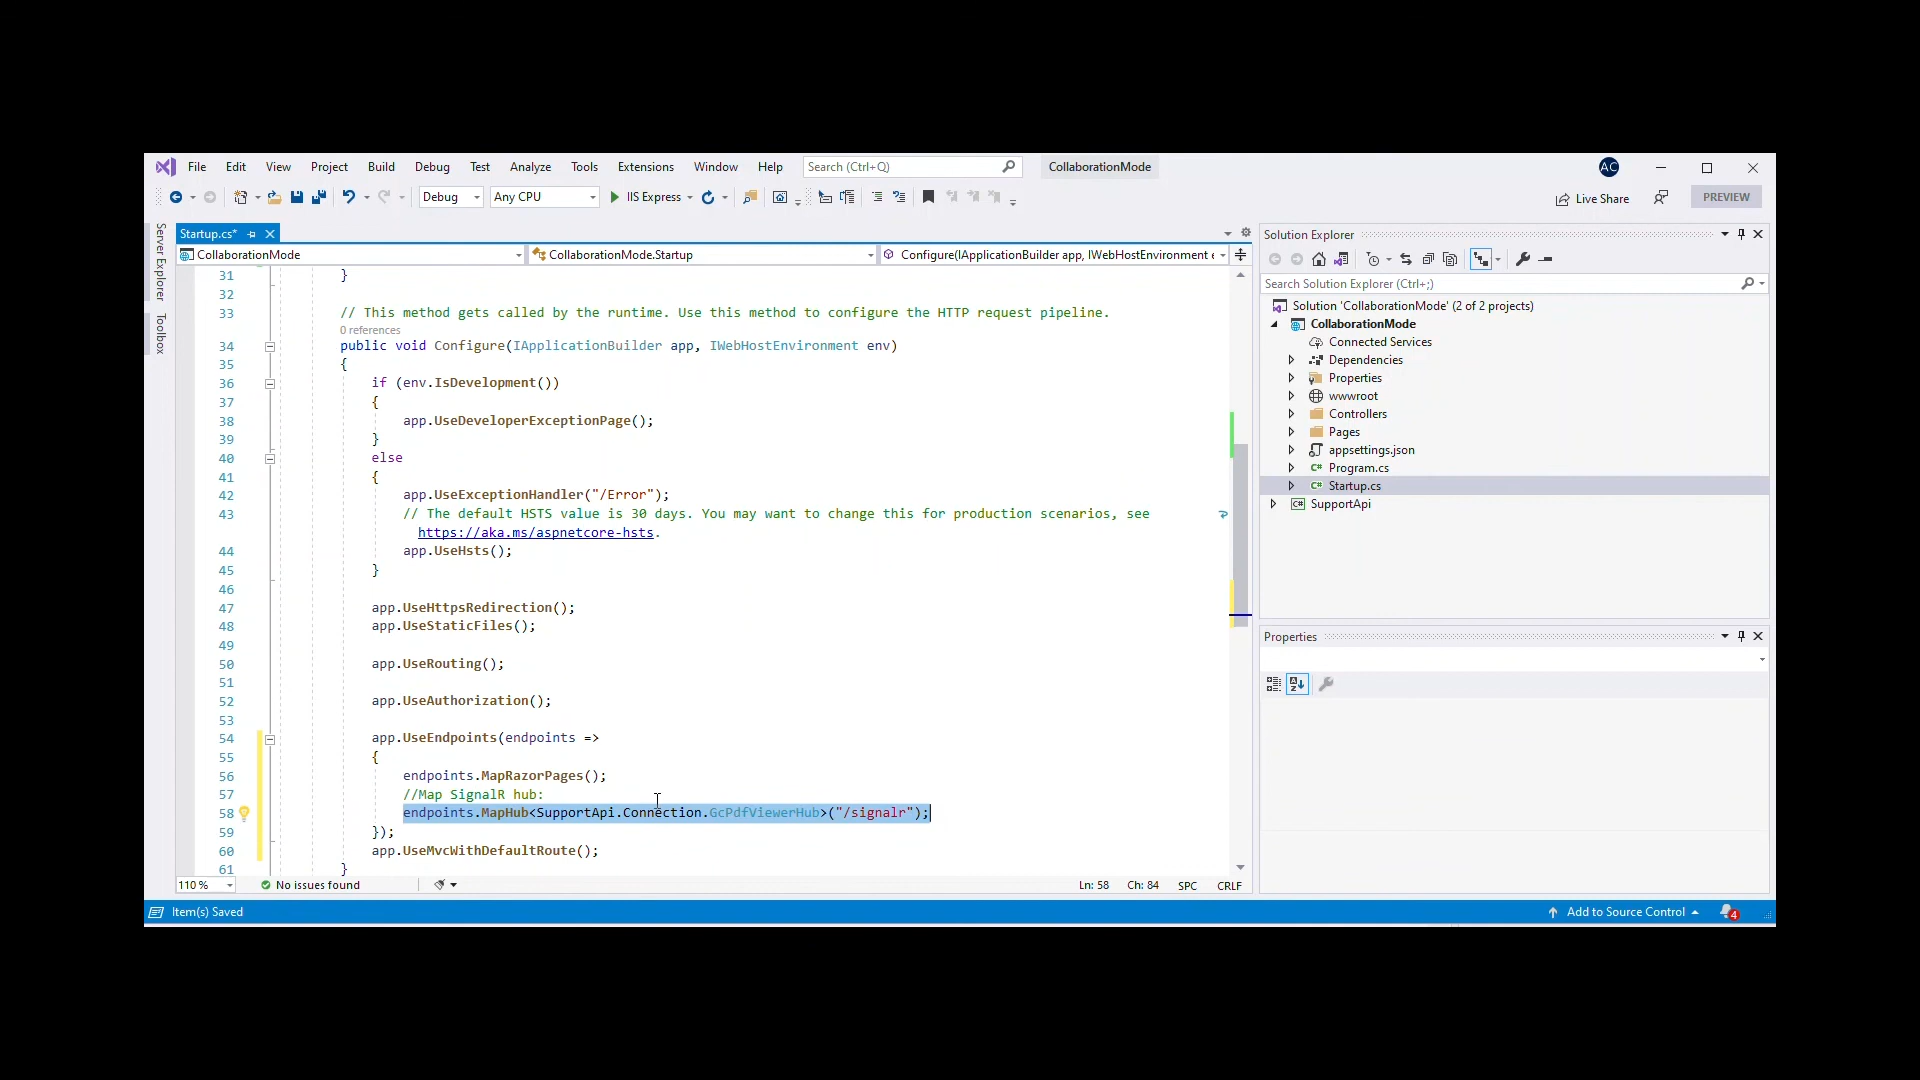 File Edit View Project Build Debug Test Analyze Tools Extensions Window Help Search (Ctrl+Q) CollaborationMode AC
Debug Any CPU IIS Express Live Share PREVIEW
Server Explorer
Toolbox
Startup.cs*
CollaborationMode CollaborationMode.Startup Configure(IApplicationBuilder app, IWebHostEnvironment e
31 }
32
33 // This method gets called by the runtime. Use this method to configure the HTTP request pipeline.
0 references
34 public void Configure(IApplicationBuilder app, IWebHostEnvironment env)
35 {
36 if (env.IsDevelopment())
37 {
38 app.UseDeveloperExceptionPage();
39 }
40 else
41 {
42 app.UseExceptionHandler("/Error");
43 // The default HSTS value is 30 days. You may want to change this for production scenarios, see
https://aka.ms/aspnetcore-hsts.
44 app.UseHsts();
45 }
46
47 app.UseHttpsRedirection();
48 app.UseStaticFiles();
49
50 app.UseRouting();
51
52 app.UseAuthorization();
53
54 app.UseEndpoints(endpoints =>
55 {
56 endpoints.MapRazorPages();
57 //Map SignalR hub:
58 endpoints.MapHub<SupportApi.Connection.GcPdfViewerHub>("/signalr");
59 });
60 app.UseMvcWithDefaultRoute();
61 }
110 % No issues found Ln: 58 Ch: 84 SPC CRLF
Solution Explorer
Search Solution Explorer (Ctrl+;)
Solution 'CollaborationMode' (2 of 2 projects)
CollaborationMode
Connected Services
Dependencies
Properties
wwwroot
Controllers
Pages
appsettings.json
C# Program.cs
C# Startup.cs
C# SupportApi
Properties
Item(s) Saved Add to Source Control 4